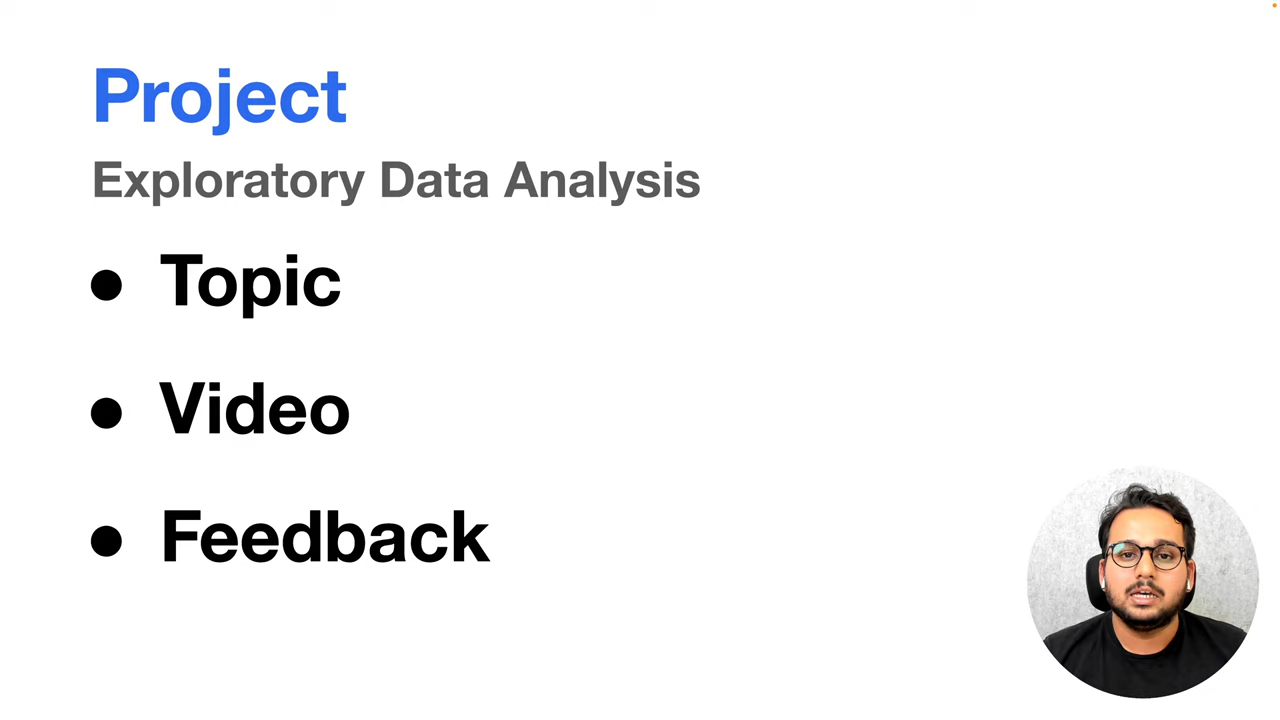 Project
Exploratory Data Analysis
• Topic
• Video
• Feedback